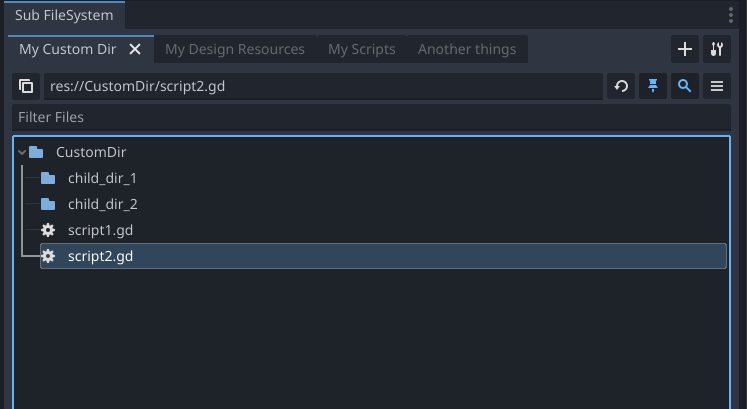 Sub FileSystem
My Custom Dir My Design Resources My Scripts Another things
res://CustomDir/script2.gd
Filter Files
CustomDir
child_dir_1
child_dir_2
script1.gd
script2.gd